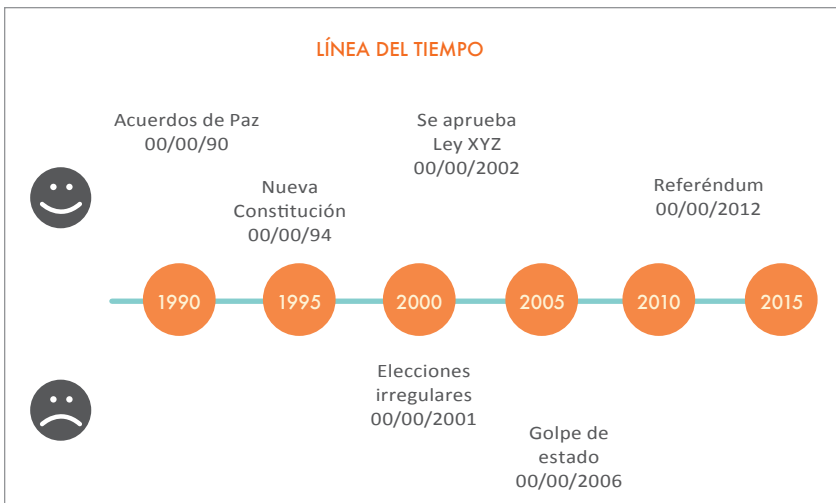 LÍNEA DEL TIEMPO
Acuerdos de Paz
00/00/90
Nueva
Constitución
00/00/94
Se aprueba
Ley XYZ
00/00/2002
Referéndum
00/00/2012
1990
1995
2000
2005
2010
2015
Elecciones
irregulares
00/00/2001
Golpe de
estado
00/00/2006